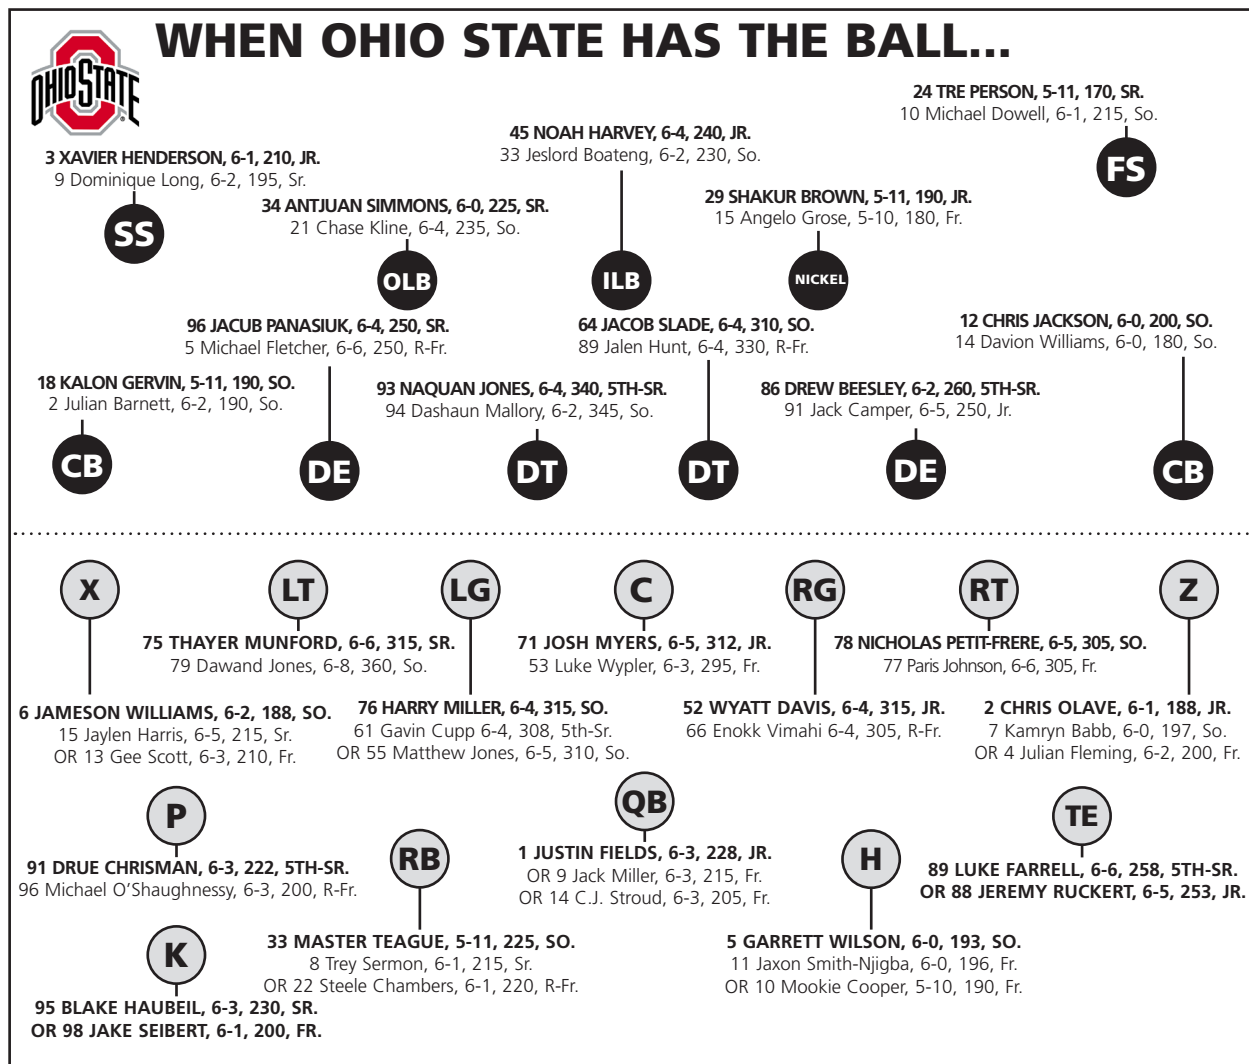 OHIO STATE
WHEN OHIO STATE HAS THE BALL...
24 TRE PERSON, 5-11, 170, SR.
10 Michael Dowell, 6-1, 215, So.
FS
45 NOAH HARVEY, 6-4, 240, JR.
33 Jeslord Boateng, 6-2, 230, So.
ILB
3 XAVIER HENDERSON, 6-1, 210, JR.
9 Dominique Long, 6-2, 195, Sr.
SS
34 ANTJUAN SIMMONS, 6-0, 225, SR.
21 Chase Kline, 6-4, 235, So.
OLB
29 SHAKUR BROWN, 5-11, 190, JR.
15 Angelo Grose, 5-10, 180, Fr.
NICKEL
96 JACUB PANASIUK, 6-4, 250, SR.
5 Michael Fletcher, 6-6, 250, R-Fr.
DE
64 JACOB SLADE, 6-4, 310, SO.
89 Jalen Hunt, 6-4, 330, R-Fr.
DT
12 CHRIS JACKSON, 6-0, 200, SO.
14 Davion Williams, 6-0, 180, So.
CB
18 KALON GERVIN, 5-11, 190, SO.
2 Julian Barnett, 6-2, 190, So.
CB
93 NAQUAN JONES, 6-4, 340, 5TH-SR.
94 Dashaun Mallory, 6-2, 345, So.
DT
86 DREW BEESLEY, 6-2, 260, 5TH-SR.
91 Jack Camper, 6-5, 250, Jr.
DE
X
6 JAMESON WILLIAMS, 6-2, 188, SO.
15 Jaylen Harris, 6-5, 215, Sr.
OR 13 Gee Scott, 6-3, 210, Fr.
LT
75 THAYER MUNFORD, 6-6, 315, SR.
79 Dawand Jones, 6-8, 360, So.
LG
76 HARRY MILLER, 6-4, 315, SO.
61 Gavin Cupp 6-4, 308, 5th-Sr.
OR 55 Matthew Jones, 6-5, 310, So.
C
71 JOSH MYERS, 6-5, 312, JR.
53 Luke Wypler, 6-3, 295, Fr.
RG
52 WYATT DAVIS, 6-4, 315, JR.
66 Enokk Vimahi 6-4, 305, R-Fr.
RT
78 NICHOLAS PETIT-FRERE, 6-5, 305, SO.
77 Paris Johnson, 6-6, 305, Fr.
Z
2 CHRIS OLAVE, 6-1, 188, JR.
7 Kamryn Babb, 6-0, 197, So.
OR 4 Julian Fleming, 6-2, 200, Fr.
P
91 DRUE CHRISMAN, 6-3, 222, 5TH-SR.
96 Michael O'Shaughnessy, 6-3, 200, R-Fr.
RB
33 MASTER TEAGUE, 5-11, 225, SO.
8 Trey Sermon, 6-1, 215, Sr.
OR 22 Steele Chambers, 6-1, 220, R-Fr.
QB
1 JUSTIN FIELDS, 6-3, 228, JR.
OR 9 Jack Miller, 6-3, 215, Fr.
OR 14 C.J. Stroud, 6-3, 205, Fr.
H
5 GARRETT WILSON, 6-0, 193, SO.
11 Jaxon Smith-Njigba, 6-0, 196, Fr.
OR 10 Mookie Cooper, 5-10, 190, Fr.
TE
89 LUKE FARRELL, 6-6, 258, 5TH-SR.
OR 88 JEREMY RUCKERT, 6-5, 253, JR.
K
95 BLAKE HAUBEIL, 6-3, 230, SR.
OR 98 JAKE SEIBERT, 6-1, 200, FR.